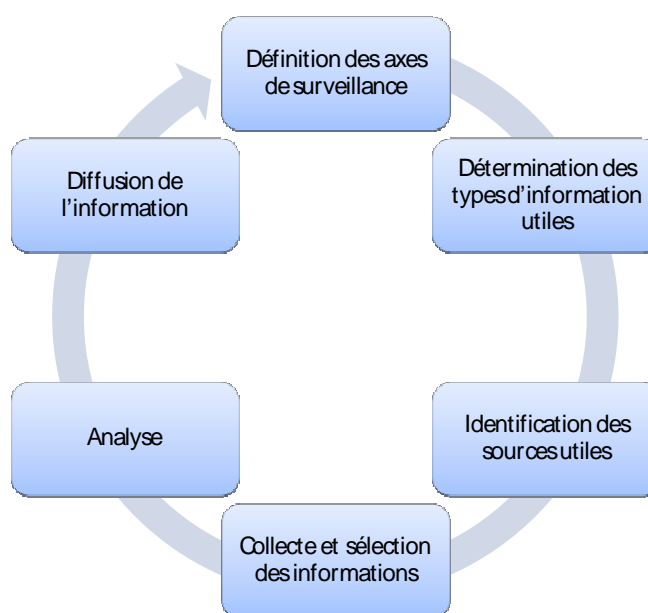 Définition des axes
de surveillance
Détermination des
types d'information
utiles
Identification des
sources utiles
Collecte et sélection
des informations
Analyse
Diffusion de
l'information